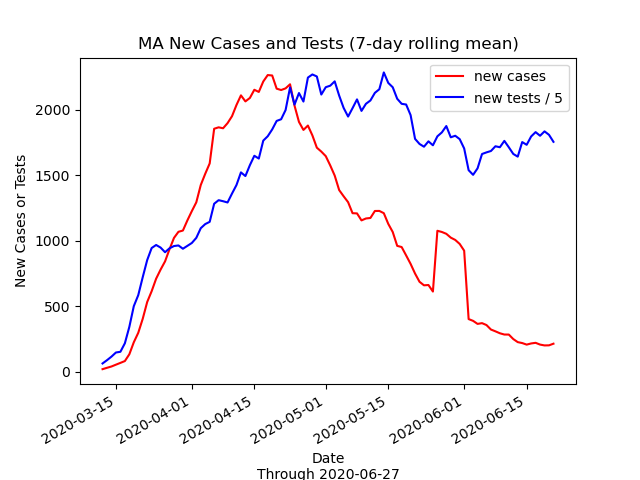 MA New Cases and Tests (7-day rolling mean)
new cases
new tests / 5
New Cases or Tests
2000
1500
1000
500
0
2020-03-15
2020-04-01
2020-04-15
2020-05-01
2020-05-15
2020-06-01
2020-06-15
Date
Through 2020-06-27